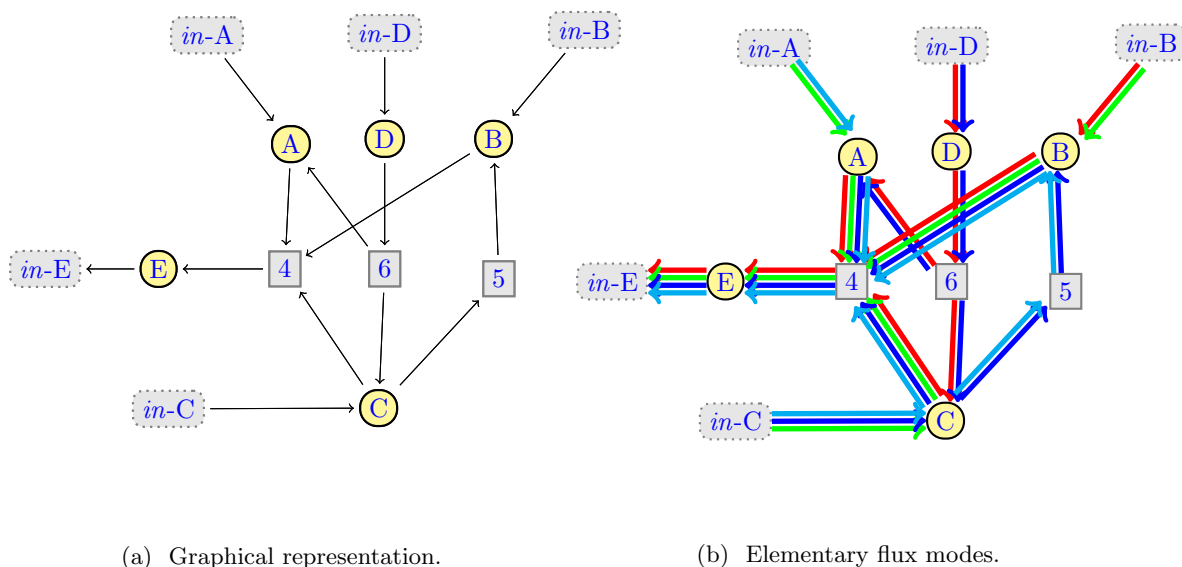 in-A
in-D
in-B
A
D
B
in-E
E
4
6
5
in-C
C
(a) Graphical representation.
in-A
in-D
in-B
A
D
B
in-E
E
4
6
5
in-C
C
(b) Elementary flux modes.